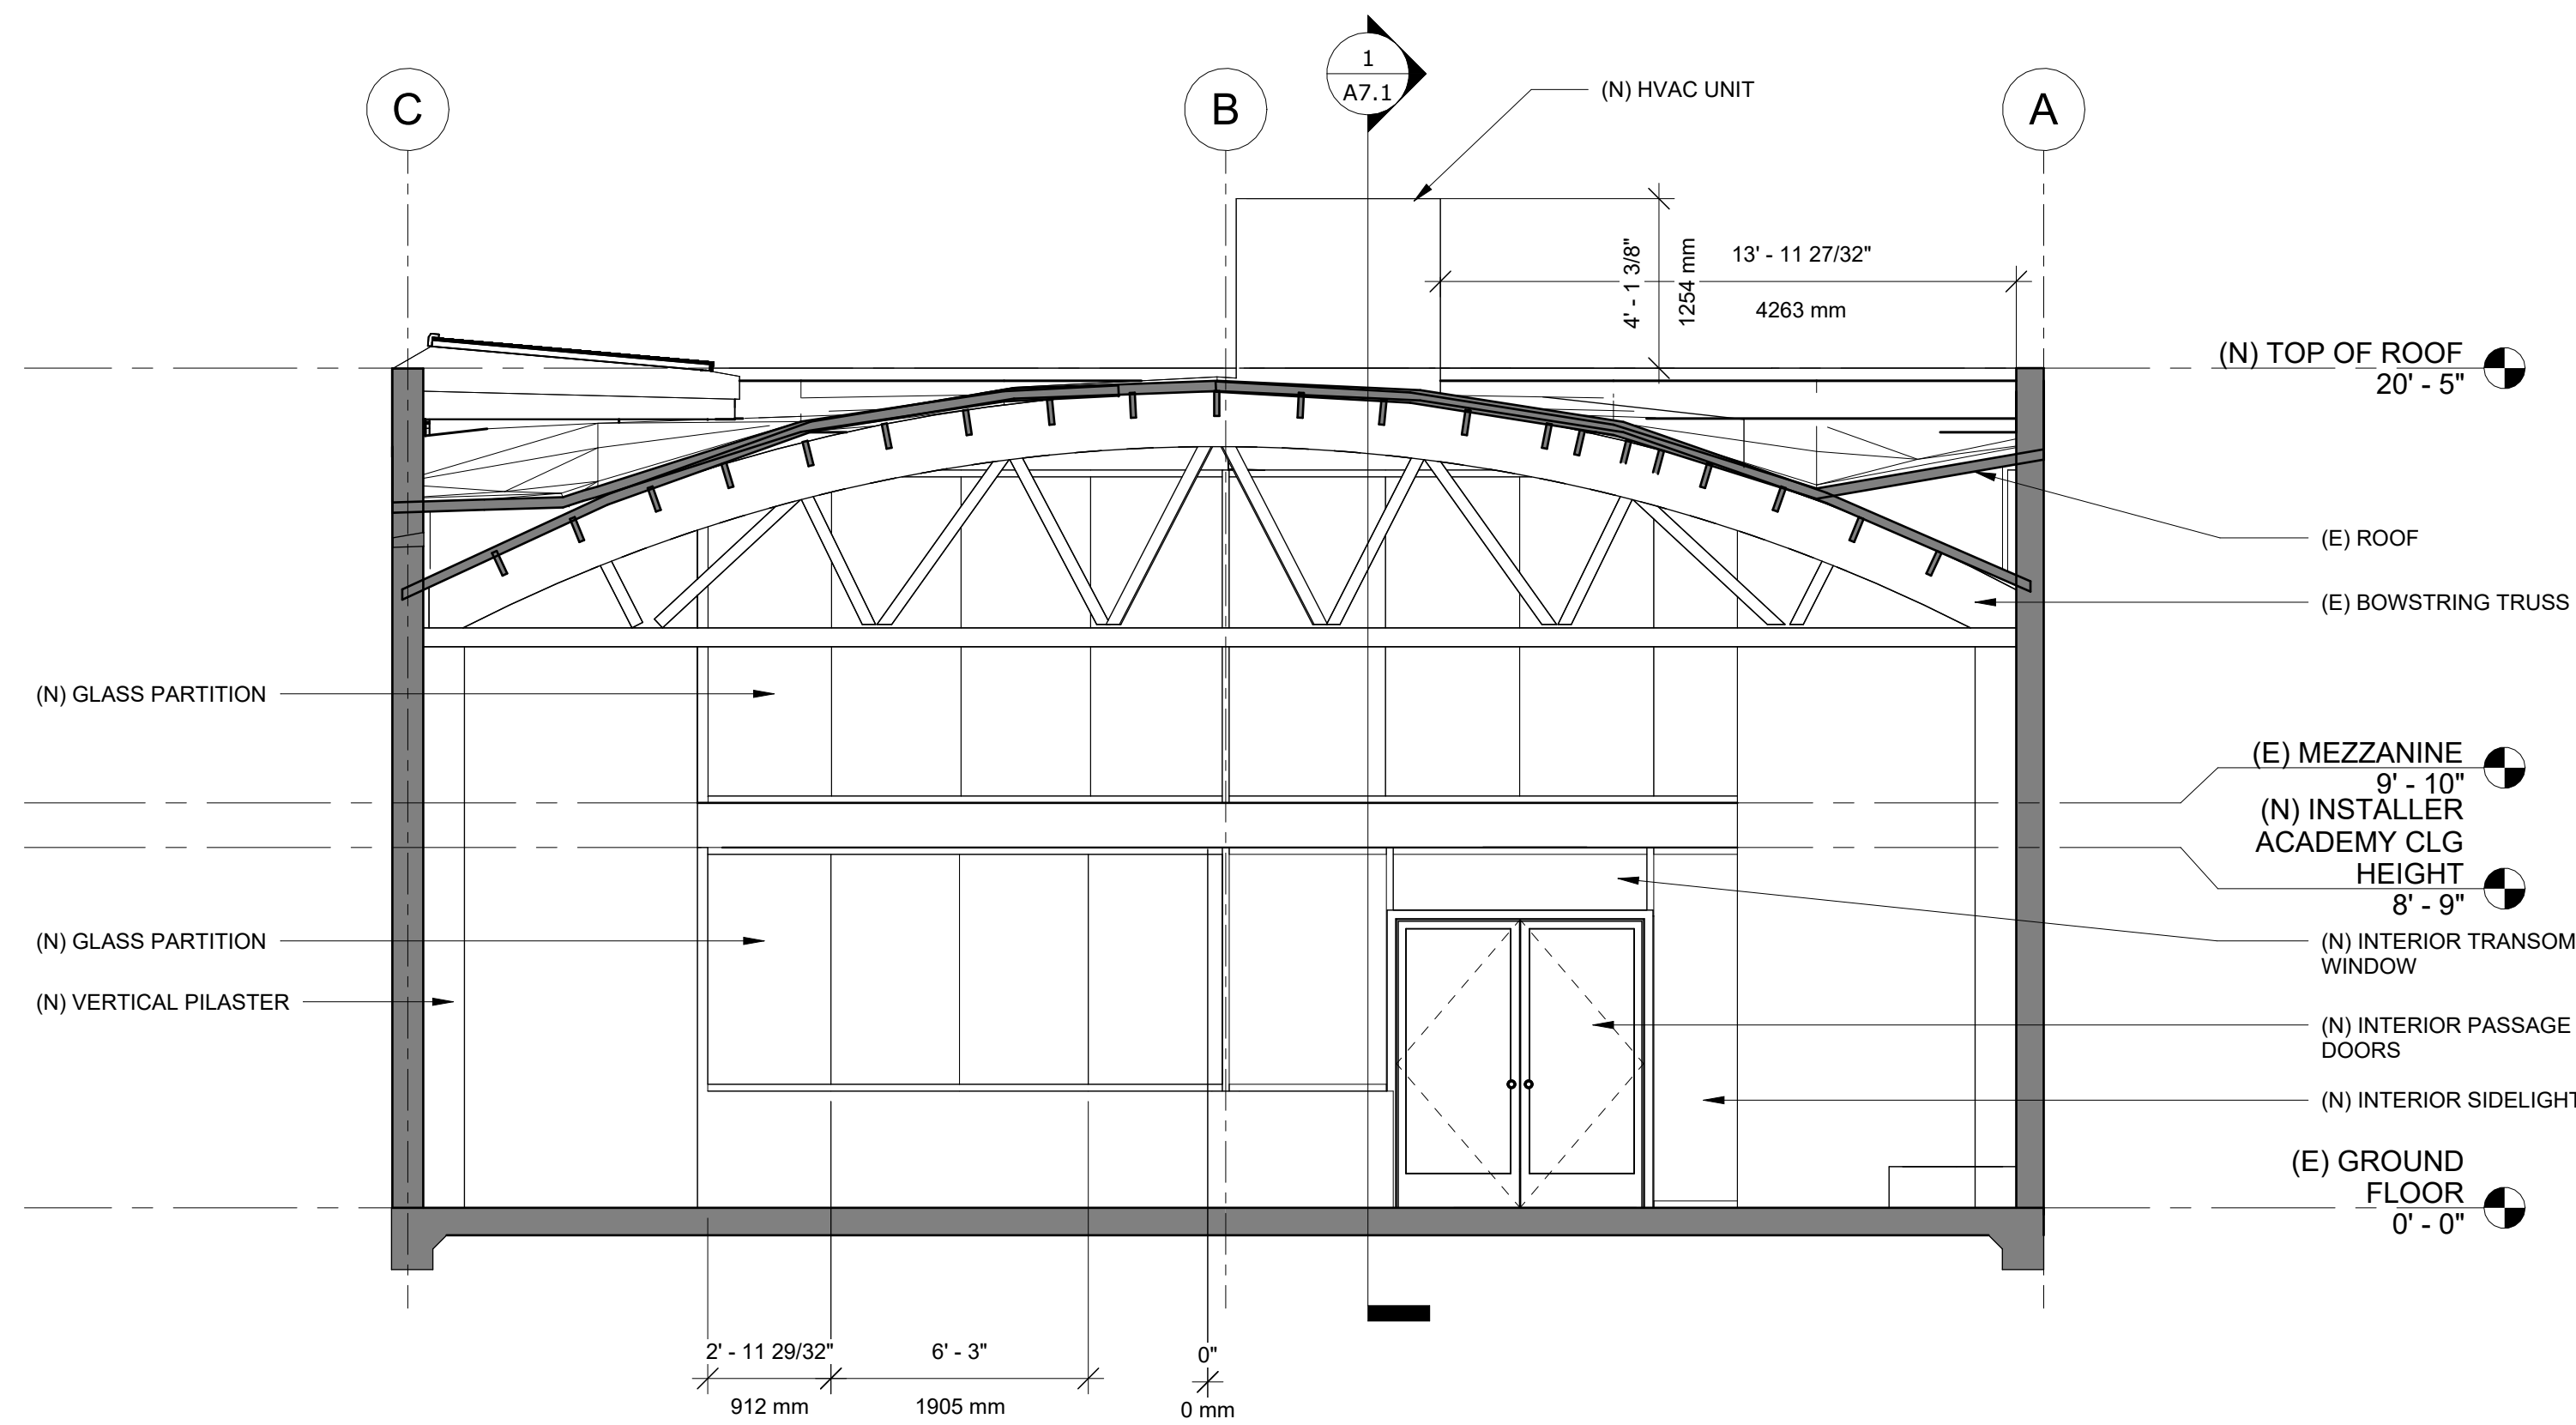 1
A7.1
C
B
A
(N) HVAC UNIT
4' - 1 3/8"
1254 mm
13' - 11 27/32"
4263 mm
(N) TOP OF ROOF
20' - 5"
(E) ROOF
(E) BOWSTRING TRUSS
(N) GLASS PARTITION
(E) MEZZANINE
9' - 10"
(N) INSTALLER
ACADEMY CLG
HEIGHT
8' - 9"
(N) GLASS PARTITION
(N) INTERIOR TRANSOM
WINDOW
(N) VERTICAL PILASTER
(N) INTERIOR PASSAGE
DOORS
(N) INTERIOR SIDELIGHT
(E) GROUND
FLOOR
0' - 0"
2' - 11 29/32"
6' - 3"
0"
912 mm
1905 mm
0 mm